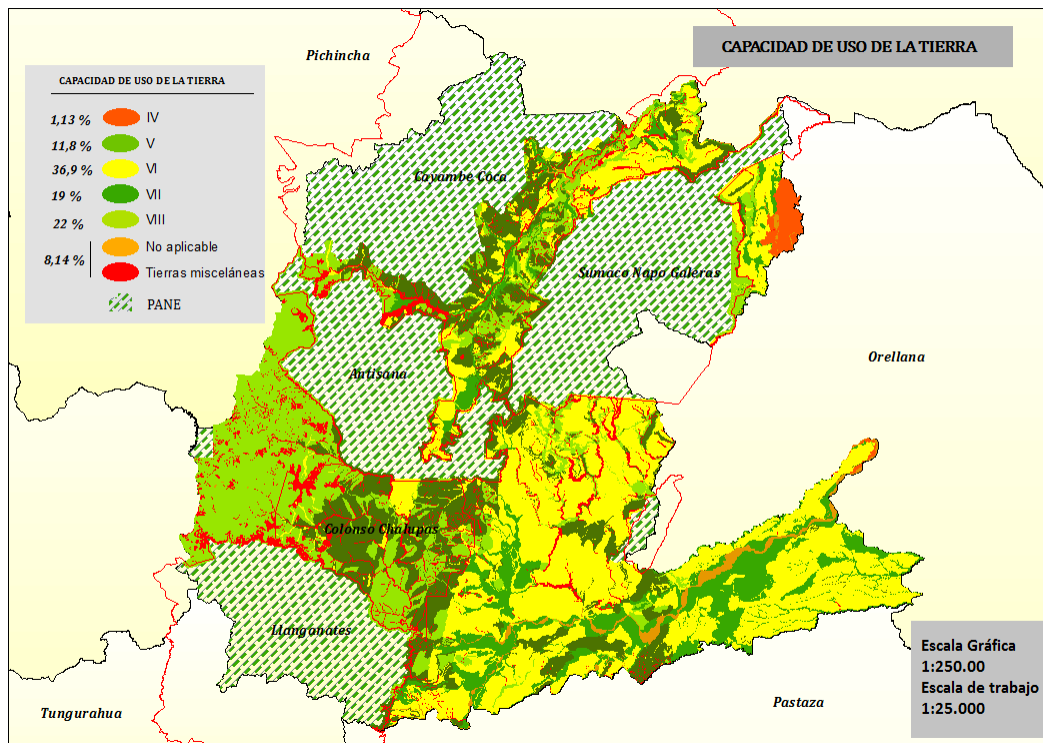 CAPACIDAD DE USO DE LA TIERRA
Pichincha
CAPACIDAD DE USO DE LA TIERRA
1,13 % IV
11,8 % V
36,9 % VI
19 % VII
22 % VIII
No aplicable
8,14 %
Tierras misceláneas
PANE
Cayambe Coca
Sumaco Napo Galeras
Orellana
Antisana
Colonso Chalupas
Llanganates
Escala Gráfica
1:250.00
Escala de trabajo
1:25.000
Pastaza
Tungurahua